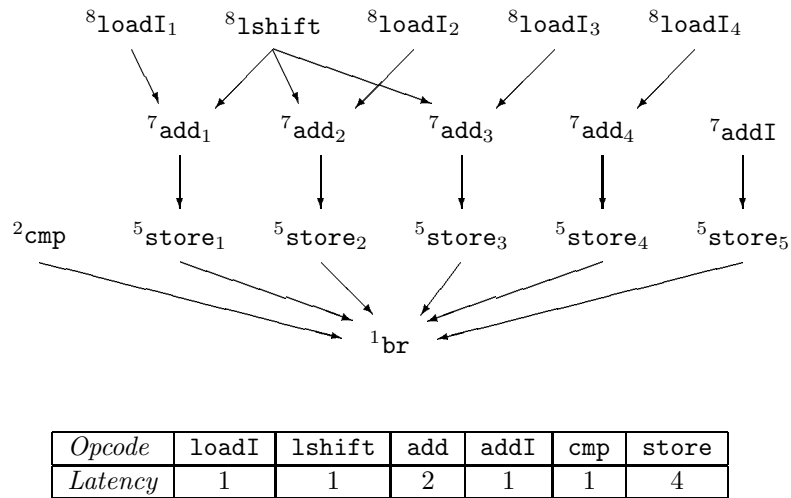 ⁸loadI₁ ⁸lshift ⁸loadI₂ ⁸loadI₃ ⁸loadI₄
⁷add₁ ⁷add₂ ⁷add₃ ⁷add₄ ⁷addI
²cmp ⁵store₁ ⁵store₂ ⁵store₃ ⁵store₄ ⁵store₅
¹br
Opcode loadI lshift add addI cmp store
Latency 1 1 2 1 1 4